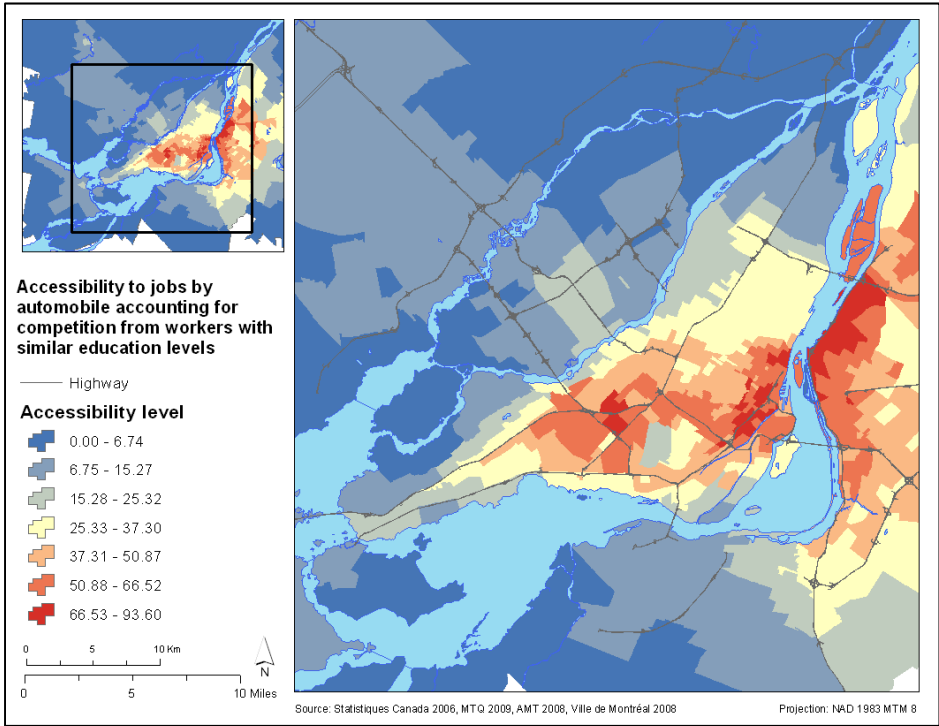 Accessibility to jobs by
automobile accounting for
competition from workers with
similar education levels
Highway
Accessibility level
0.00 - 6.74
6.75 - 15.27
15.28 - 25.32
25.33 - 37.30
37.31 - 50.87
50.88 - 66.52
66.53 - 93.60
0 5 10 Km
N
0 5 10 Miles
Source: Statistiques Canada 2006, MTQ 2009, AMT 2008, Ville de Montréal 2008
Projection: NAD 1983 MTM 8